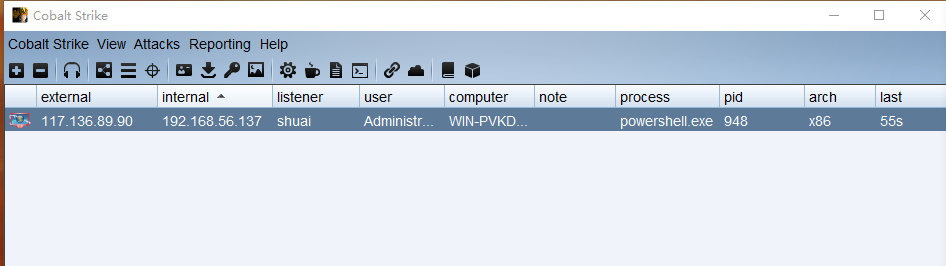 Cobalt Strike
Cobalt Strike View Attacks Reporting Help
external internal listener user computer note process pid arch last
117.136.89.90 192.168.56.137 shuai Administr... WIN-PVKD... powershell.exe 948 x86 55s